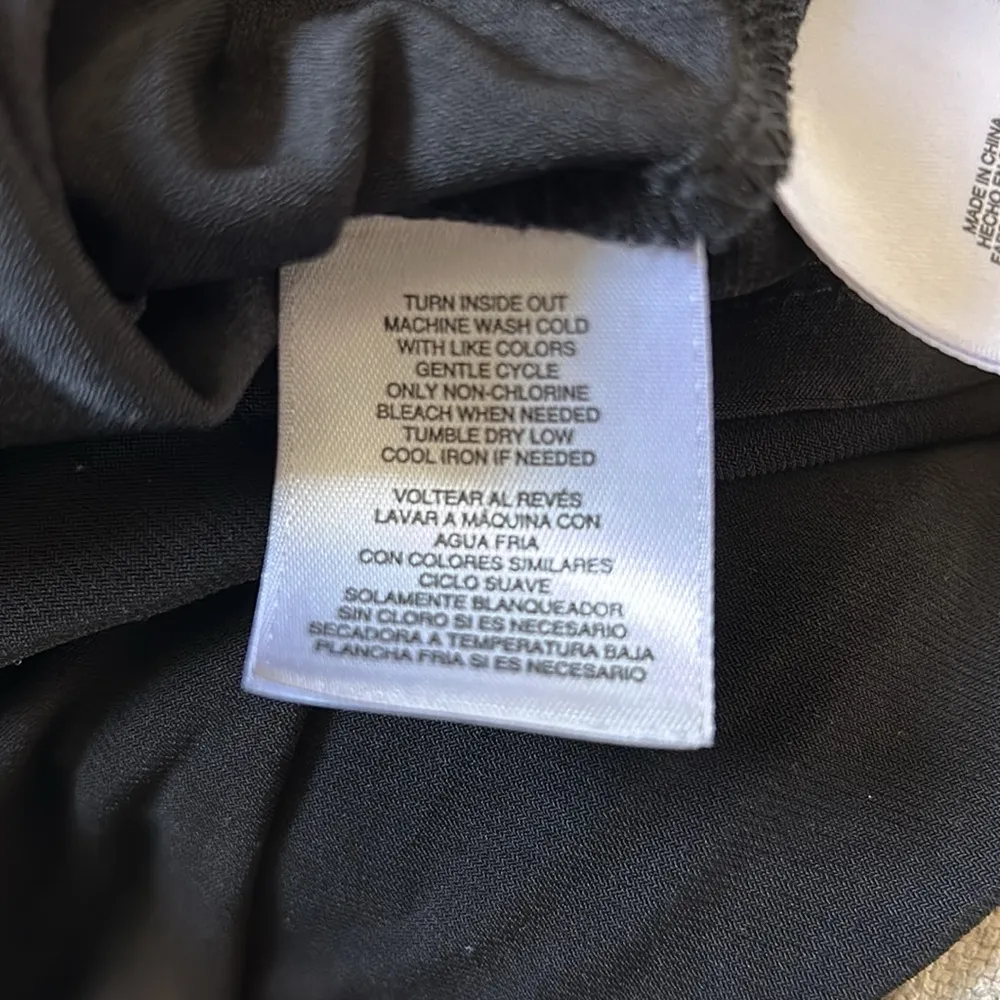 TURN INSIDE OUT
MACHINE WASH COLD
WITH LIKE COLORS
GENTLE CYCLE
ONLY NON-CHLORINE
BLEACH WHEN NEEDED
TUMBLE DRY LOW
COOL IRON IF NEEDED
VOLTEAR AL REVÉS
LAVAR A MÁQUINA CON
AGUA FRIA
CON COLORES SIMILARES
CICLO SUAVE
SOLAMENTE BLANQUEADOR
SIN CLORO SI ES NECESARIO
SECADORA A TEMPERATURA BAJA
PLANCHA FRIA SI ES NECESARIO
MADE IN CHINA
HECHO EN